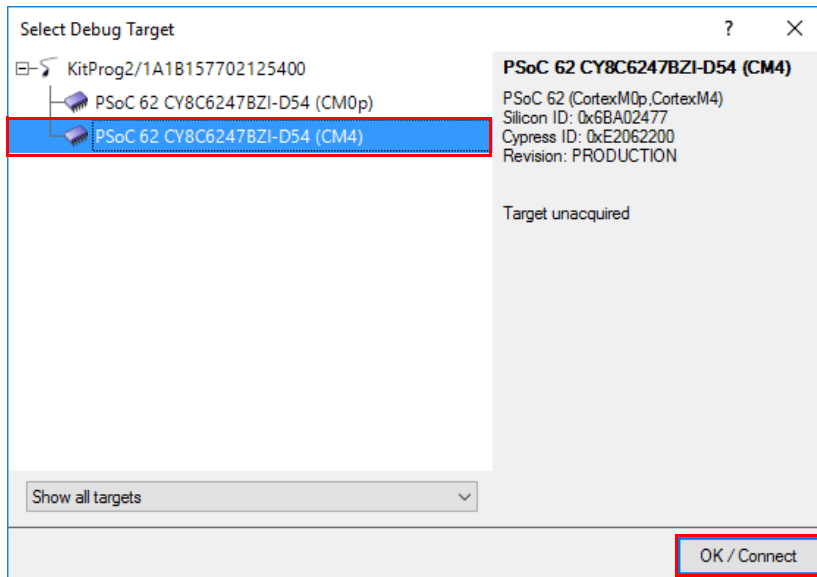 Select Debug Target
KitProg2/1A1B157702125400
PSoC 62 CY8C6247BZI-D54 (CM0p)
PSoC 62 CY8C6247BZI-D54 (CM4)
Show all targets
PSoC 62 CY8C6247BZI-D54 (CM4)
PSoC 62 (CortexM0p,CortexM4)
Silicon ID: 0x6BA02477
Cypress ID: 0xE2062200
Revision: PRODUCTION
Target unacquired
OK / Connect